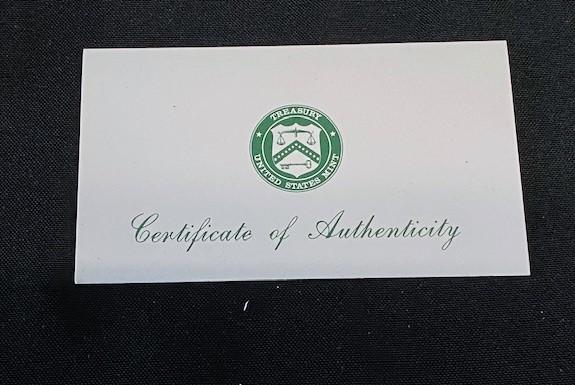 TREASURY
UNITED STATES MINT
Certificate of Authenticity